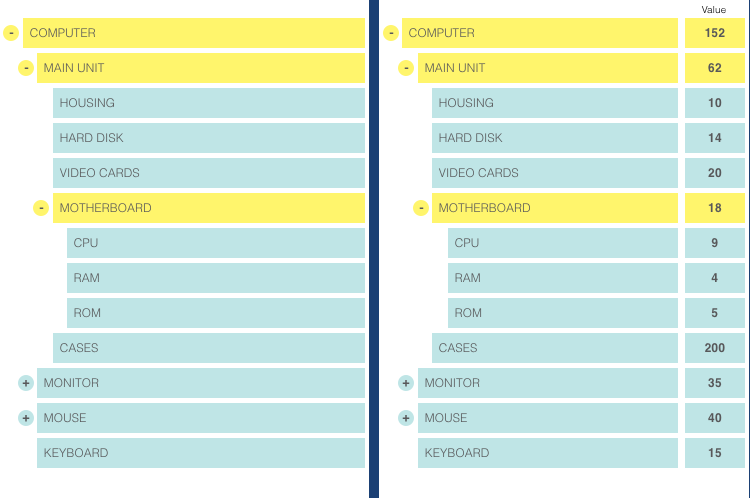 Value
- COMPUTER
- MAIN UNIT
HOUSING
HARD DISK
VIDEO CARDS
- MOTHERBOARD
CPU
RAM
ROM
CASES
+ MONITOR
+ MOUSE
KEYBOARD
- COMPUTER 152
- MAIN UNIT 62
HOUSING 10
HARD DISK 14
VIDEO CARDS 20
- MOTHERBOARD 18
CPU 9
RAM 4
ROM 5
CASES 200
+ MONITOR 35
+ MOUSE 40
KEYBOARD 15